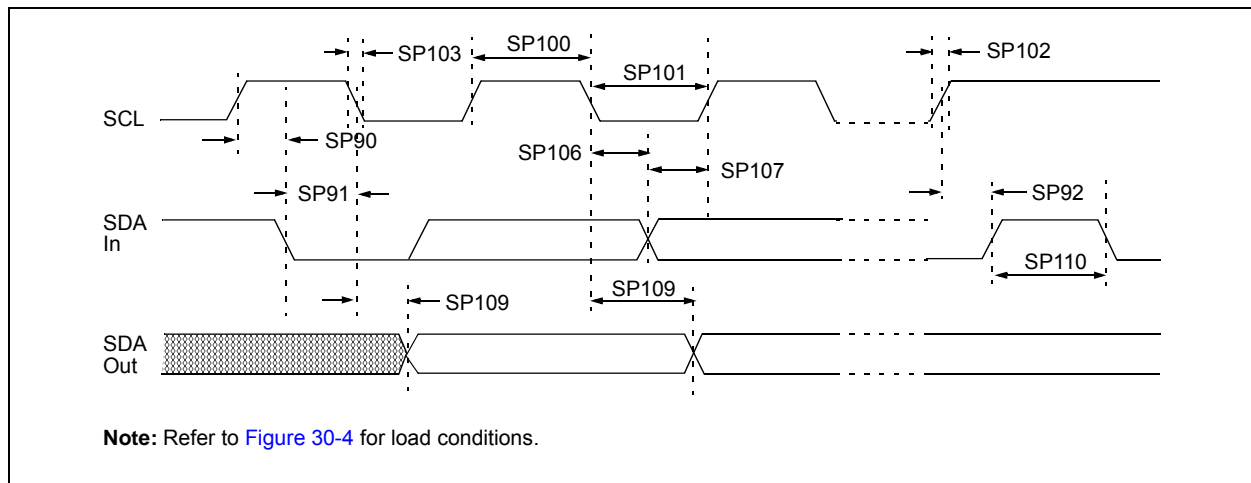 SP103
SP100
SP101
SP102
SCL
SP90
SP106
SP107
SP91
SP92
SDA
In
SP110
SP109
SP109
SDA
Out
Note: Refer to Figure 30-4 for load conditions.